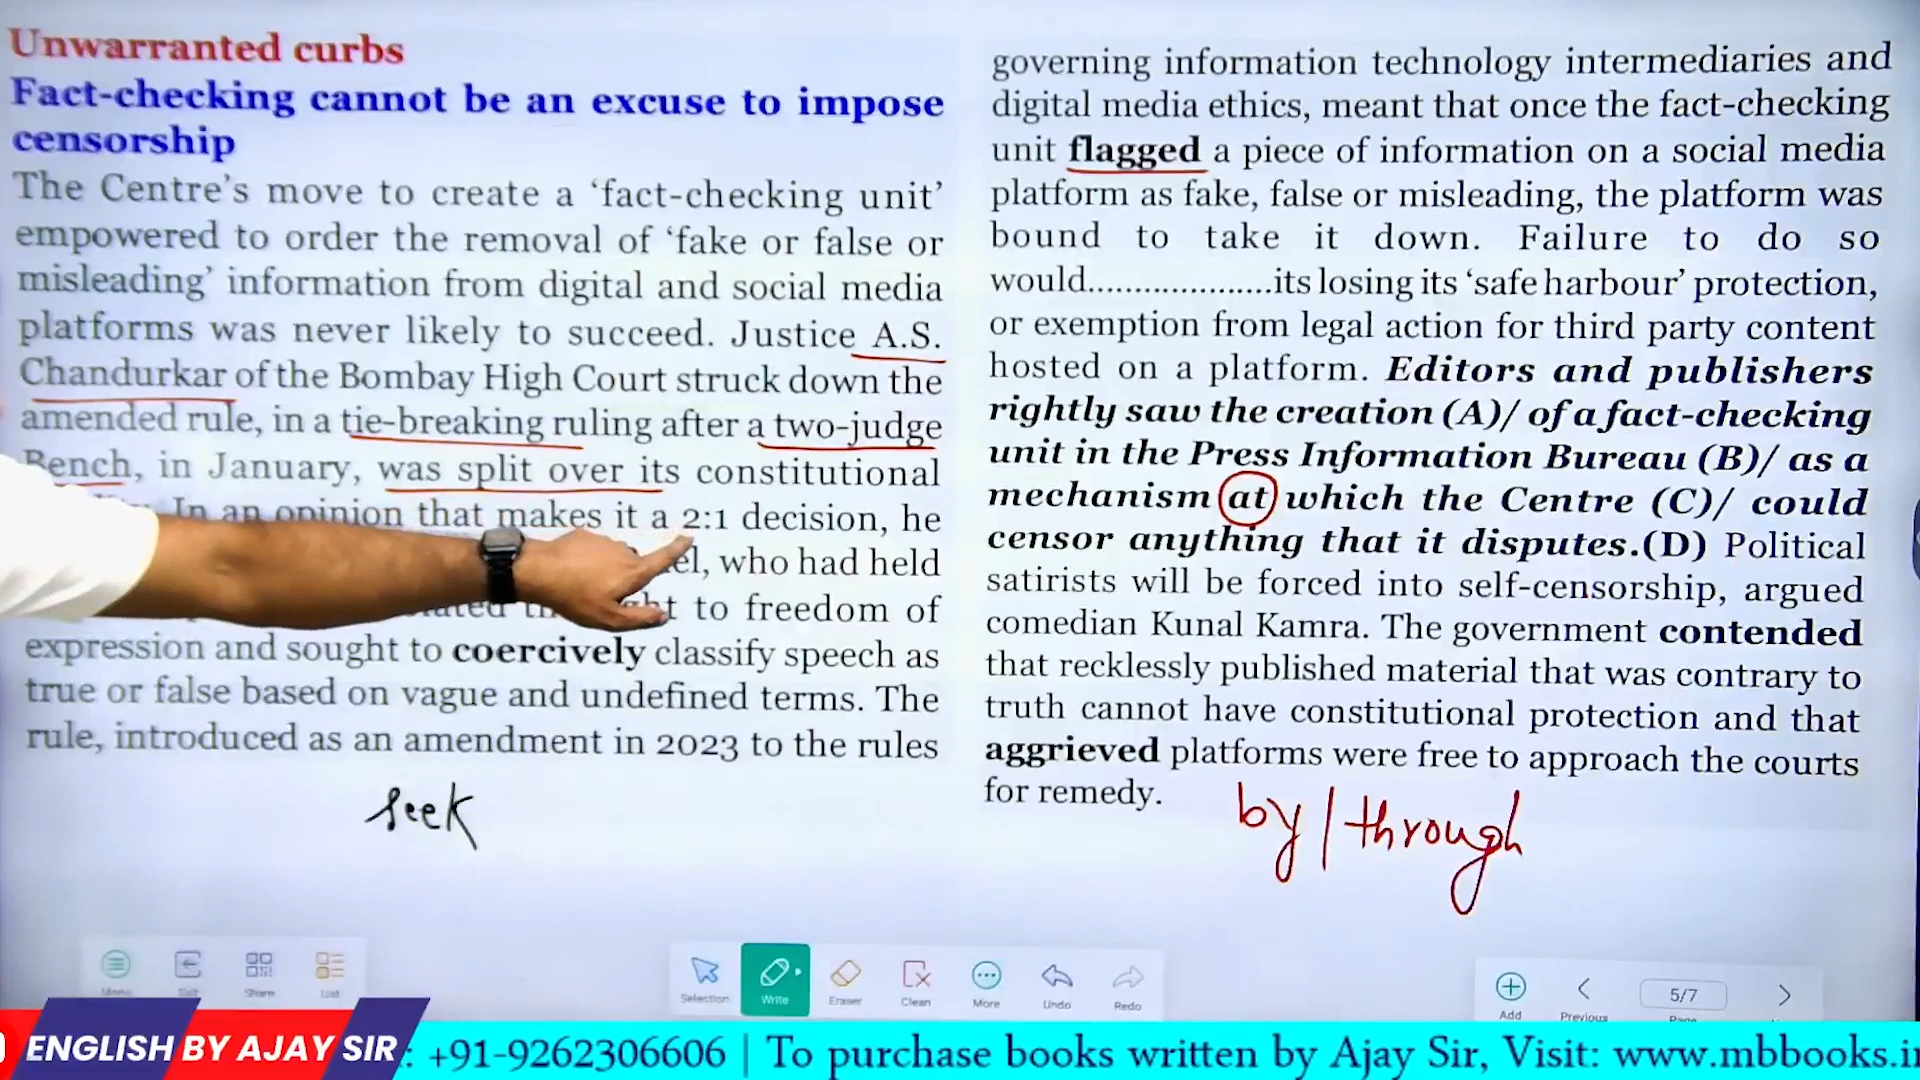 Unwarranted curbs
Fact-checking cannot be an excuse to impose
censorship
The Centre's move to create a 'fact-checking unit'
empowered to order the removal of 'fake or false or
misleading' information from digital and social media
platforms was never likely to succeed. Justice A.S.
Chandurkar of the Bombay High Court struck down the
amended rule, in a tie-breaking ruling after a two-judge
Bench, in January, was split over its constitutional
In an opinion that makes it a 2:1 decision, he
who had held
to freedom of
expression and sought to coercively classify speech as
true or false based on vague and undefined terms. The
rule, introduced as an amendment in 2023 to the rules
seek
governing information technology intermediaries and
digital media ethics, meant that once the fact-checking
unit flagged a piece of information on a social media
platform as fake, false or misleading, the platform was
bound to take it down. Failure to do so
would....................its losing its 'safe harbour' protection,
or exemption from legal action for third party content
hosted on a platform. Editors and publishers
rightly saw the creation (A)/ of a fact-checking
unit in the Press Information Bureau (B)/ as a
mechanism at which the Centre (C)/ could
censor anything that it disputes.(D) Political
satirists will be forced into self-censorship, argued
comedian Kunal Kamra. The government contended
that recklessly published material that was contrary to
truth cannot have constitutional protection and that
aggrieved platforms were free to approach the courts
for remedy.
by / through
Menu Exit Share List
Selection Write Eraser Clean More Undo Redo
Add Previous 5/7 Page
ENGLISH BY AJAY SIR : +91-9262306606 | To purchase books written by Ajay Sir, Visit: www.mbbooks.in